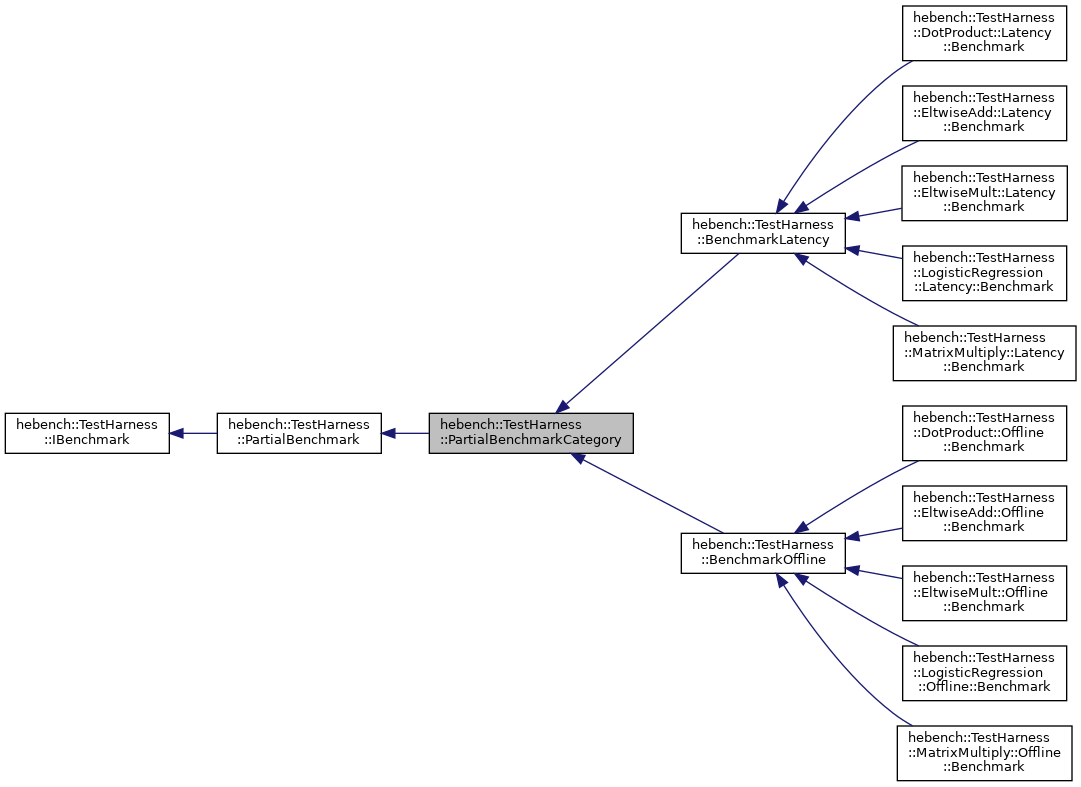 hebench::TestHarness
::DotProduct::Latency
::Benchmark
hebench::TestHarness
::EltwiseAdd::Latency
::Benchmark
hebench::TestHarness
::EltwiseMult::Latency
::Benchmark
hebench::TestHarness
::BenchmarkLatency
hebench::TestHarness
::LogisticRegression
::Latency::Benchmark
hebench::TestHarness
::MatrixMultiply::Latency
::Benchmark
hebench::TestHarness
::IBenchmark
hebench::TestHarness
::PartialBenchmark
hebench::TestHarness
::PartialBenchmarkCategory
hebench::TestHarness
::DotProduct::Offline
::Benchmark
hebench::TestHarness
::EltwiseAdd::Offline
::Benchmark
hebench::TestHarness
::BenchmarkOffline
hebench::TestHarness
::EltwiseMult::Offline
::Benchmark
hebench::TestHarness
::LogisticRegression
::Offline::Benchmark
hebench::TestHarness
::MatrixMultiply::Offline
::Benchmark